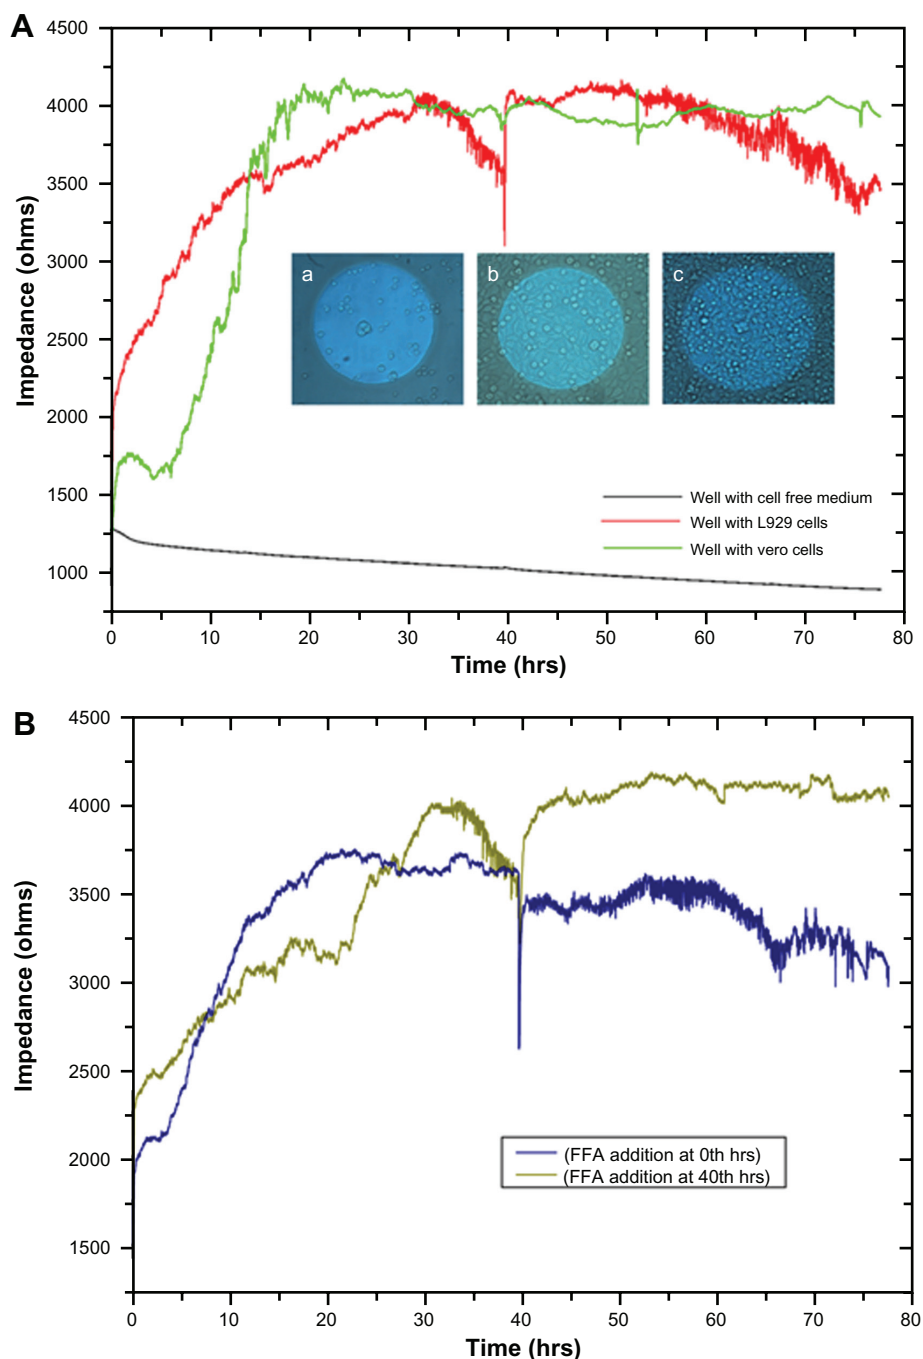 A
4500
4000
3500
3000
2500
2000
1500
1000
Impedance (ohms)
a
b
c
Well with cell free medium
Well with L929 cells
Well with vero cells
0 10 20 30 40 50 60 70 80
Time (hrs)
B
4500
4000
3500
3000
2500
2000
1500
Impedance (ohms)
(FFA addition at 0th hrs)
(FFA addition at 40th hrs)
0 10 20 30 40 50 60 70 80
Time (hrs)